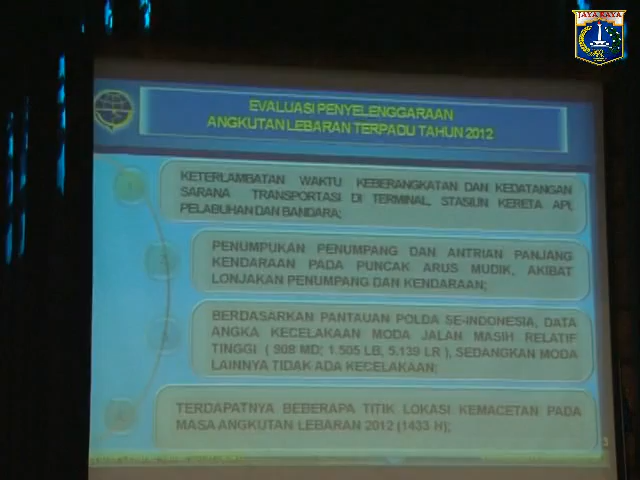 JAYA RAYA
EVALUASI PENYELENGGARAAN
ANGKUTAN LEBARAN TERPADU TAHUN 2012
1
KETERLAMBATAN WAKTU KEBERANGKATAN DAN KEDATANGAN
SARANA TRANSPORTASI DI TERMINAL, STASIUN KERETA API,
PELABUHAN DAN BANDARA;
PENUMPUKAN PENUMPANG DAN ANTRIAN PANJANG
KENDARAAN PADA PUNCAK ARUS MUDIK, AKIBAT
LONJAKAN PENUMPANG DAN KENDARAAN;
BERDASARKAN PANTAUAN POLDA SE-INDONESIA, DATA
ANGKA KECELAKAAN MODA JALAN MASIH RELATIF
TINGGI ( 908 MD; 1.505 LB, 5.139 LR ), SEDANGKAN MODA
LAINNYA TIDAK ADA KECELAKAAN;
4
TERDAPATNYA BEBERAPA TITIK LOKASI KEMACETAN PADA
MASA ANGKUTAN LEBARAN 2012 (1433 H);
3